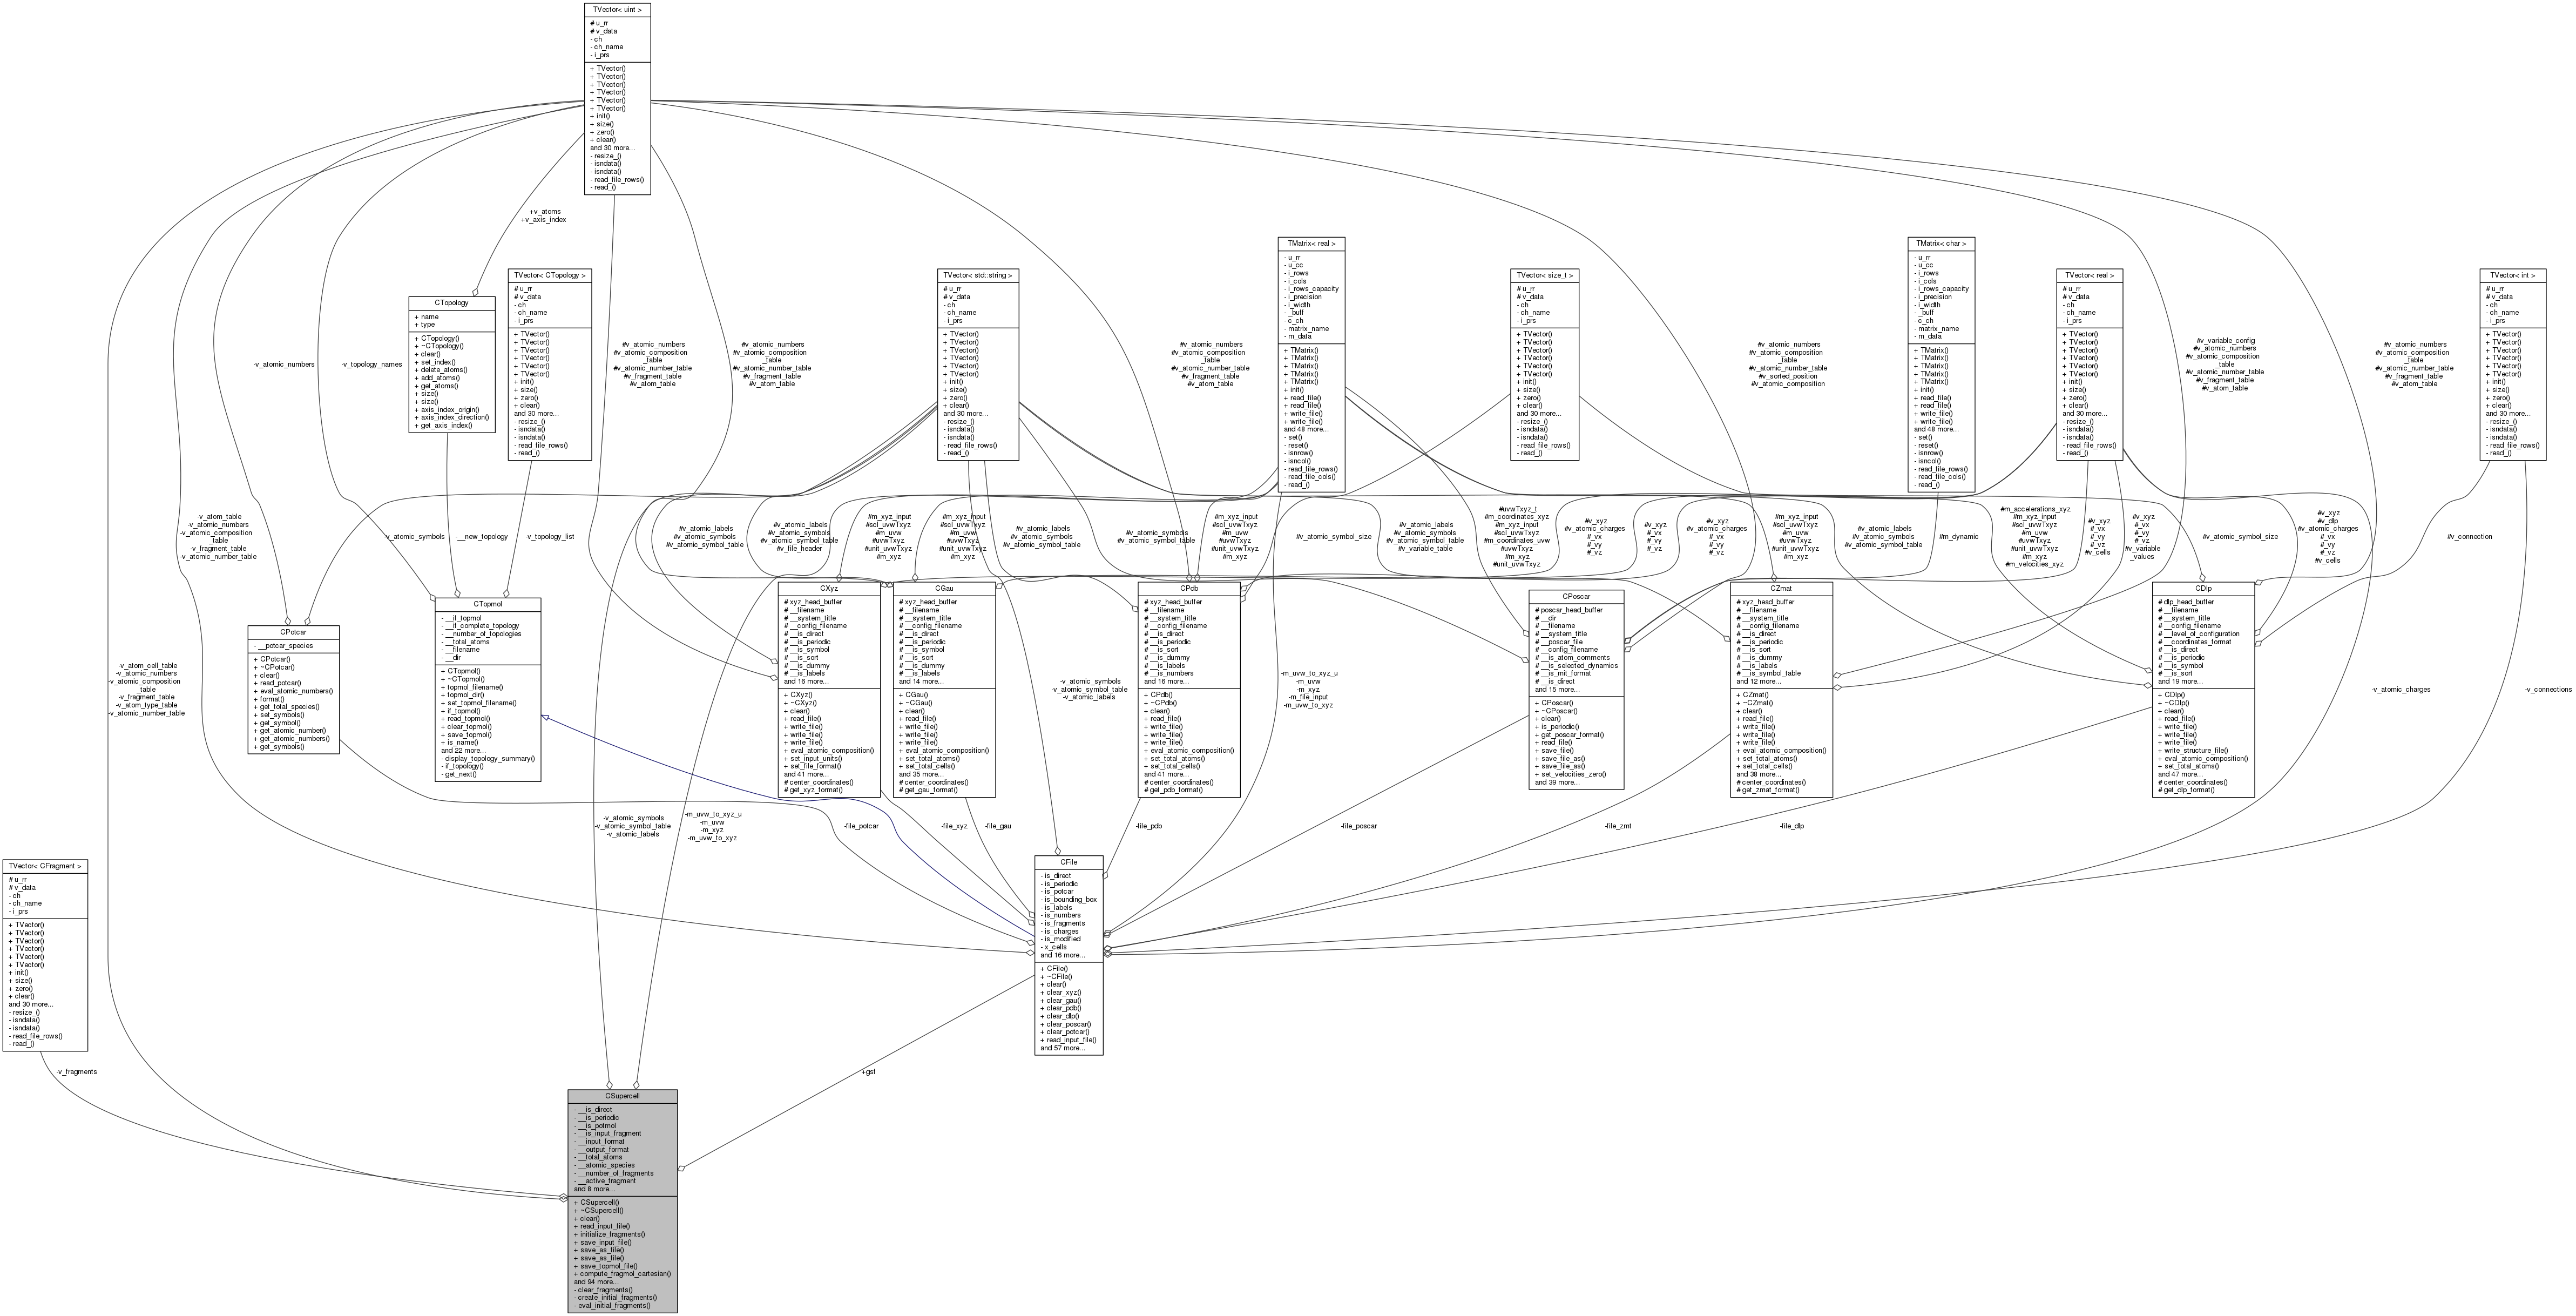 TVector< uint >
# u_rr
# v_data
- ch
- ch_name
- i_prs
+ TVector()
+ TVector()
+ TVector()
+ TVector()
+ TVector()
+ TVector()
+ init()
+ size()
+ zero()
+ clear()
and 30 more...
- resize_()
- isndata()
- isndata()
- read_file_rows()
- read_()
+v_atoms
+v_axis_index
CTopology
+ name
+ type
+ CTopology()
+ ~CTopology()
+ clear()
+ set_index()
+ delete_atoms()
+ add_atoms()
+ get_atoms()
+ size()
+ size()
+ axis_index_origin()
+ axis_index_direction()
+ get_axis_index()
TVector< CTopology >
# u_rr
# v_data
- ch
- ch_name
- i_prs
+ TVector()
+ TVector()
+ TVector()
+ TVector()
+ TVector()
+ TVector()
+ init()
+ size()
+ zero()
+ clear()
and 30 more...
- resize_()
- isndata()
- isndata()
- read_file_rows()
- read_()
TVector< std::string >
# u_rr
# v_data
- ch
- ch_name
- i_prs
+ TVector()
+ TVector()
+ TVector()
+ TVector()
+ TVector()
+ TVector()
+ init()
+ size()
+ zero()
+ clear()
and 30 more...
- resize_()
- isndata()
- isndata()
- read_file_rows()
- read_()
TMatrix< real >
- u_rr
- u_cc
- i_rows
- i_cols
- i_rows_capacity
- i_precision
- i_width
- _buff
- c_ch
- matrix_name
- m_data
+ TMatrix()
+ TMatrix()
+ TMatrix()
+ TMatrix()
+ TMatrix()
+ init()
+ read_file()
+ read_file()
+ write_file()
+ write_file()
and 48 more...
- set()
- reset()
- isnrow()
- isncol()
- read_file_rows()
- read_file_cols()
- read_()
TVector< size_t >
# u_rr
# v_data
- ch
- ch_name
- i_prs
+ TVector()
+ TVector()
+ TVector()
+ TVector()
+ TVector()
+ TVector()
+ init()
+ size()
+ zero()
+ clear()
and 30 more...
- resize_()
- isndata()
- isndata()
- read_file_rows()
- read_()
TMatrix< char >
- u_rr
- u_cc
- i_rows
- i_cols
- i_rows_capacity
- i_precision
- i_width
- _buff
- c_ch
- matrix_name
- m_data
+ TMatrix()
+ TMatrix()
+ TMatrix()
+ TMatrix()
+ TMatrix()
+ init()
+ read_file()
+ read_file()
+ write_file()
+ write_file()
and 48 more...
- set()
- reset()
- isnrow()
- isncol()
- read_file_rows()
- read_file_cols()
- read_()
TVector< real >
# u_rr
# v_data
- ch
- ch_name
- i_prs
+ TVector()
+ TVector()
+ TVector()
+ TVector()
+ TVector()
+ TVector()
+ init()
+ size()
+ zero()
+ clear()
and 30 more...
- resize_()
- isndata()
- isndata()
- read_file_rows()
- read_()
TVector< int >
# u_rr
# v_data
- ch
- ch_name
- i_prs
+ TVector()
+ TVector()
+ TVector()
+ TVector()
+ TVector()
+ TVector()
+ init()
+ size()
+ zero()
+ clear()
and 30 more...
- resize_()
- isndata()
- isndata()
- read_file_rows()
- read_()
-v_atomic_numbers
-v_topology_names
#v_atomic_numbers
#v_atomic_composition
_table
#v_atomic_number_table
#v_fragment_table
#v_atom_table
#v_atomic_numbers
#v_atomic_composition
_table
#v_atomic_number_table
#v_fragment_table
#v_atom_table
#v_atomic_numbers
#v_atomic_composition
_table
#v_atomic_number_table
#v_fragment_table
#v_atom_table
#v_atomic_numbers
#v_atomic_composition
_table
#v_atomic_number_table
#v_sorted_position
#v_atomic_composition
#v_variable_config
#v_atomic_numbers
#v_atomic_composition
_table
#v_atomic_number_table
#v_fragment_table
#v_atom_table
#v_atomic_numbers
#v_atomic_composition
_table
#v_atomic_number_table
#v_fragment_table
#v_atom_table
-v_atom_table
-v_atomic_numbers
-v_atomic_composition
_table
-v_fragment_table
-v_atomic_number_table
-v_atomic_symbols
-__new_topology
-v_topology_list
#v_atomic_labels
#v_atomic_symbols
#v_atomic_symbol_table
#v_atomic_labels
#v_atomic_symbols
#v_atomic_symbol_table
#v_file_header
#m_xyz_input
#scl_uvwTxyz
#m_uvw
#uvwTxyz
#unit_uvwTxyz
#m_xyz
#m_xyz_input
#scl_uvwTxyz
#m_uvw
#uvwTxyz
#unit_uvwTxyz
#m_xyz
#v_atomic_labels
#v_atomic_symbols
#v_atomic_symbol_table
#v_atomic_symbols
#v_atomic_symbol_table
#m_xyz_input
#scl_uvwTxyz
#m_uvw
#uvwTxyz
#unit_uvwTxyz
#m_xyz
#v_atomic_symbol_size
#v_atomic_labels
#v_atomic_symbols
#v_atomic_symbol_table
#v_variable_table
#uvwTxyz_t
#m_coordinates_xyz
#m_xyz_input
#scl_uvwTxyz
#m_coordinates_uvw
#uvwTxyz
#m_xyz
#unit_uvwTxyz
#v_xyz
#v_atomic_charges
#_vx
#_vy
#_vz
#v_xyz
#_vx
#_vy
#_vz
#v_xyz
#v_atomic_charges
#_vx
#_vy
#_vz
#m_xyz_input
#scl_uvwTxyz
#m_uvw
#uvwTxyz
#unit_uvwTxyz
#m_xyz
#v_atomic_labels
#v_atomic_symbols
#v_atomic_symbol_table
#m_dynamic
#m_accelerations_xyz
#m_xyz_input
#scl_uvwTxyz
#m_uvw
#uvwTxyz
#unit_uvwTxyz
#m_xyz
#m_velocities_xyz
#v_xyz
#_vx
#_vy
#_vz
#v_cells
#v_xyz
#_vx
#_vy
#_vz
#v_variable
_values
#v_atomic_symbol_size
#v_xyz
#v_dlp
#v_atomic_charges
#_vx
#_vy
#_vz
#v_cells
#v_connection
CPotcar
- __potcar_species
+ CPotcar()
+ ~CPotcar()
+ clear()
+ read_potcar()
+ eval_atomic_numbers()
+ format()
+ get_total_species()
+ set_symbols()
+ get_symbol()
+ get_atomic_number()
+ get_atomic_numbers()
+ get_symbols()
CTopmol
- __if_topmol
- __if_complete_topology
- __number_of_topologies
- __total_atoms
- __filename
- __dir
+ CTopmol()
+ ~CTopmol()
+ topmol_filename()
+ topmol_dir()
+ set_topmol_filename()
+ if_topmol()
+ read_topmol()
+ clear_topmol()
+ save_topmol()
+ is_name()
and 22 more...
- display_topology_summary()
- if_topology()
- get_next()
CXyz
# xyz_head_buffer
# __filename
# __system_title
# __config_filename
# __is_direct
# __is_periodic
# __is_symbol
# __is_sort
# __is_dummy
# __is_labels
and 16 more...
+ CXyz()
+ ~CXyz()
+ clear()
+ read_file()
+ write_file()
+ write_file()
+ write_file()
+ eval_atomic_composition()
+ set_input_units()
+ set_file_format()
and 41 more...
# center_coordinates()
# get_xyz_format()
CGau
# xyz_head_buffer
# __filename
# __system_title
# __config_filename
# __is_direct
# __is_periodic
# __is_symbol
# __is_sort
# __is_dummy
# __is_labels
and 14 more...
+ CGau()
+ ~CGau()
+ clear()
+ read_file()
+ write_file()
+ write_file()
+ write_file()
+ eval_atomic_composition()
+ set_total_atoms()
+ set_total_cells()
and 35 more...
# center_coordinates()
# get_gau_format()
CPdb
# xyz_head_buffer
# __filename
# __system_title
# __config_filename
# __is_direct
# __is_periodic
# __is_sort
# __is_dummy
# __is_labels
# __is_numbers
and 16 more...
+ CPdb()
+ ~CPdb()
+ clear()
+ read_file()
+ write_file()
+ write_file()
+ write_file()
+ eval_atomic_composition()
+ set_total_atoms()
+ set_total_cells()
and 41 more...
# center_coordinates()
# get_pdb_format()
CPoscar
# poscar_head_buffer
# __dir
# __filename
# __system_title
# __poscar_file
# __config_filename
# __is_atom_comments
# __is_selected_dynamics
# __is_mit_format
# __is_direct
and 15 more...
+ CPoscar()
+ ~CPoscar()
+ clear()
+ is_periodic()
+ get_poscar_format()
+ read_file()
+ save_file()
+ save_file_as()
+ save_file_as()
+ set_velocities_zero()
and 39 more...
CZmat
# xyz_head_buffer
# __filename
# __system_title
# __config_filename
# __is_direct
# __is_periodic
# __is_sort
# __is_dummy
# __is_labels
# __is_symbol_table
and 12 more...
+ CZmat()
+ ~CZmat()
+ clear()
+ read_file()
+ write_file()
+ write_file()
+ write_file()
+ eval_atomic_composition()
+ set_total_atoms()
+ set_total_cells()
and 38 more...
# center_coordinates()
# get_zmat_format()
CDlp
# dlp_head_buffer
# __filename
# __system_title
# __config_filename
# __level_of_configuration
# __coordinates_format
# __is_direct
# __is_periodic
# __is_symbol
# __is_sort
and 19 more...
+ CDlp()
+ ~CDlp()
+ clear()
+ read_file()
+ write_file()
+ write_file()
+ write_file()
+ write_structure_file()
+ eval_atomic_composition()
+ set_total_atoms()
and 47 more...
# center_coordinates()
# get_dlp_format()
-v_atom_cell_table
-v_atomic_numbers
-v_atomic_composition
_table
-v_fragment_table
-v_atom_type_table
-v_atomic_number_table
-v_atomic_symbols
-v_atomic_symbol_table
-v_atomic_labels
-m_uvw_to_xyz_u
-m_uvw
-m_xyz
-m_file_input
-m_uvw_to_xyz
-v_atomic_charges
-v_connections
-v_atomic_symbols
-v_atomic_symbol_table
-v_atomic_labels
-m_uvw_to_xyz_u
-m_uvw
-m_xyz
-m_uvw_to_xyz
-file_potcar
-file_xyz
-file_gau
-file_pdb
-file_poscar
-file_zmt
-file_dlp
TVector< CFragment >
# u_rr
# v_data
- ch
- ch_name
- i_prs
+ TVector()
+ TVector()
+ TVector()
+ TVector()
+ TVector()
+ TVector()
+ init()
+ size()
+ zero()
+ clear()
and 30 more...
- resize_()
- isndata()
- isndata()
- read_file_rows()
- read_()
CFile
- is_direct
- is_periodic
- is_potcar
- is_bounding_box
- is_labels
- is_numbers
- is_fragments
- is_charges
- is_modified
- x_cells
and 16 more...
+ CFile()
+ ~CFile()
+ clear()
+ clear_xyz()
+ clear_gau()
+ clear_pdb()
+ clear_dlp()
+ clear_poscar()
+ clear_potcar()
+ read_input_file()
and 57 more...
-v_fragments
+gsf
CSupercell
- __is_direct
- __is_periodic
- __is_potmol
- __is_input_fragment
- __input_format
- __output_format
- __total_atoms
- __atomic_species
- __number_of_fragments
- __active_fragment
and 8 more...
+ CSupercell()
+ ~CSupercell()
+ clear()
+ read_input_file()
+ initialize_fragments()
+ save_input_file()
+ save_as_file()
+ save_as_file()
+ save_topmol_file()
+ compute_fragmol_cartesian()
and 94 more...
- clear_fragments()
- create_initial_fragments()
- eval_initial_fragments()